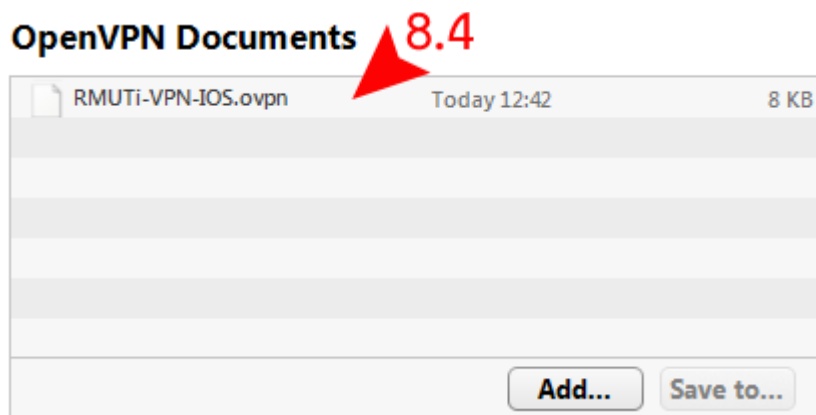 OpenVPN Documents 8.4
RMUTi-VPN-IOS.ovpn Today 12:42 8 KB
Add... Save to...